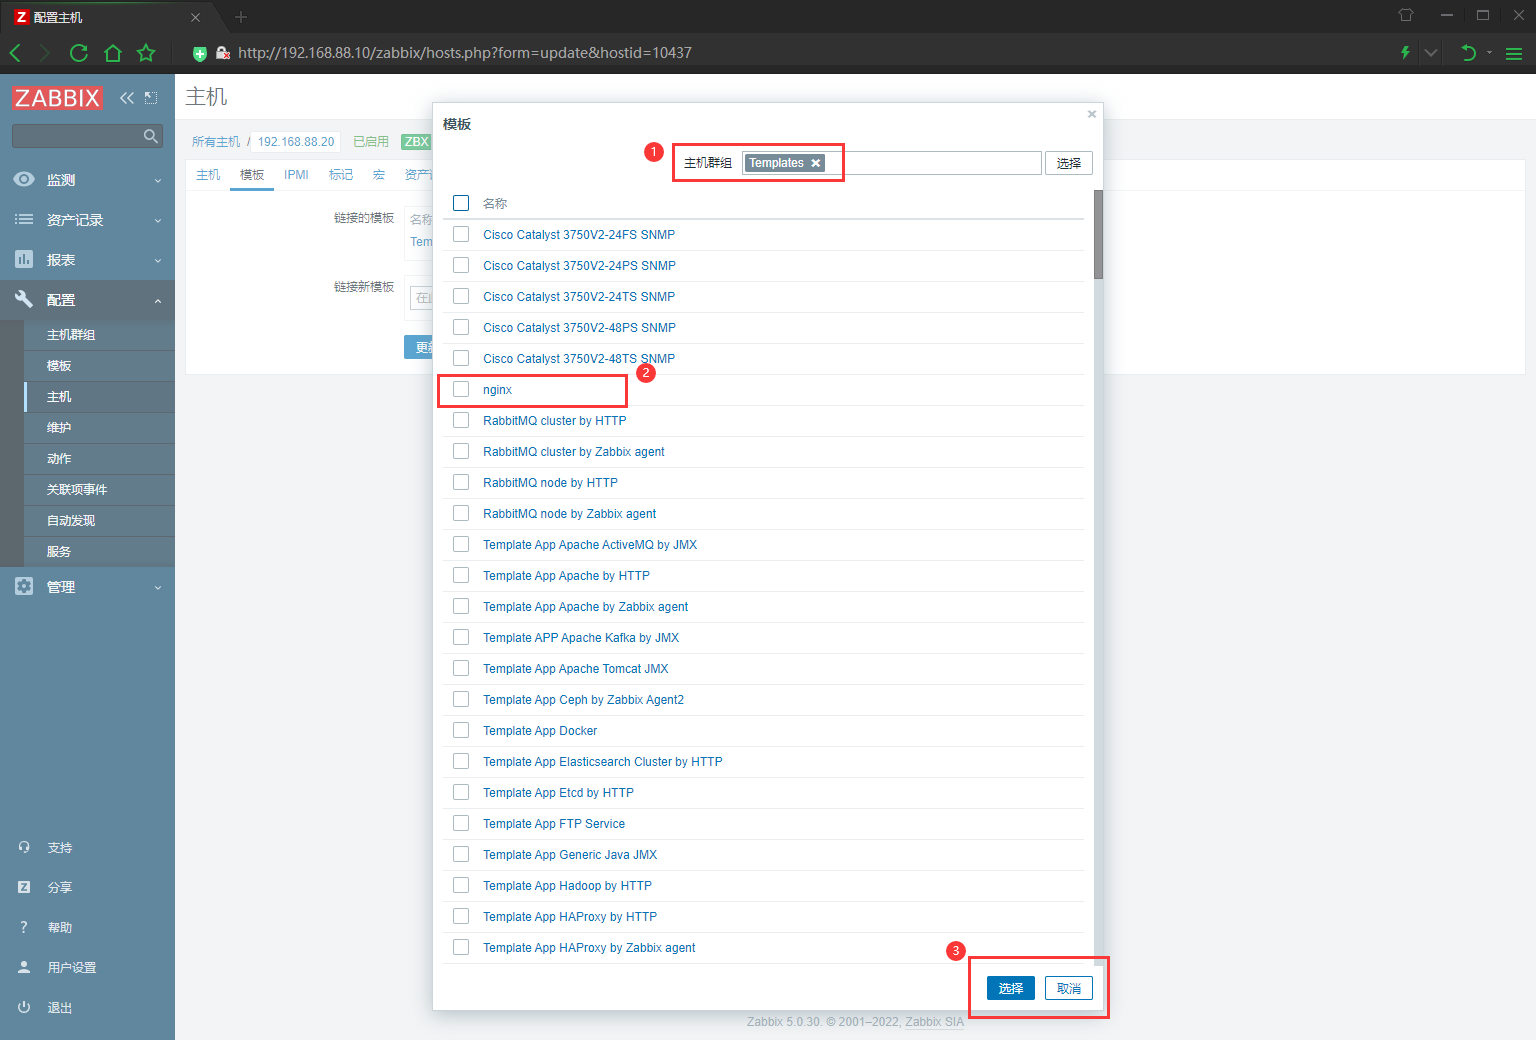 配置主机
http://192.168.88.10/zabbix/hosts.php?form=update&hostid=10437
ZABBIX
监测
资产记录
报表
配置
主机群组
模板
主机
维护
动作
关联项事件
自动发现
服务
管理
支持
分享
帮助
用户设置
退出
主机
所有主机 / 192.168.88.20 已启用 ZBX
主机 模板 IPMI 标记 宏
链接的模板
名称
链接新模板
模板
1
主机群组 Templates 选择
名称
Cisco Catalyst 3750V2-24FS SNMP
Cisco Catalyst 3750V2-24PS SNMP
Cisco Catalyst 3750V2-24TS SNMP
Cisco Catalyst 3750V2-48PS SNMP
Cisco Catalyst 3750V2-48TS SNMP
2
nginx
RabbitMQ cluster by HTTP
RabbitMQ cluster by Zabbix agent
RabbitMQ node by HTTP
RabbitMQ node by Zabbix agent
Template App Apache ActiveMQ by JMX
Template App Apache by HTTP
Template App Apache by Zabbix agent
Template APP Apache Kafka by JMX
Template App Apache Tomcat JMX
Template App Ceph by Zabbix Agent2
Template App Docker
Template App Elasticsearch Cluster by HTTP
Template App Etcd by HTTP
Template App FTP Service
Template App Generic Java JMX
Template App Hadoop by HTTP
Template App HAProxy by HTTP
Template App HAProxy by Zabbix agent
3
选择 取消
Zabbix 5.0.30. © 2001–2022, Zabbix SIA